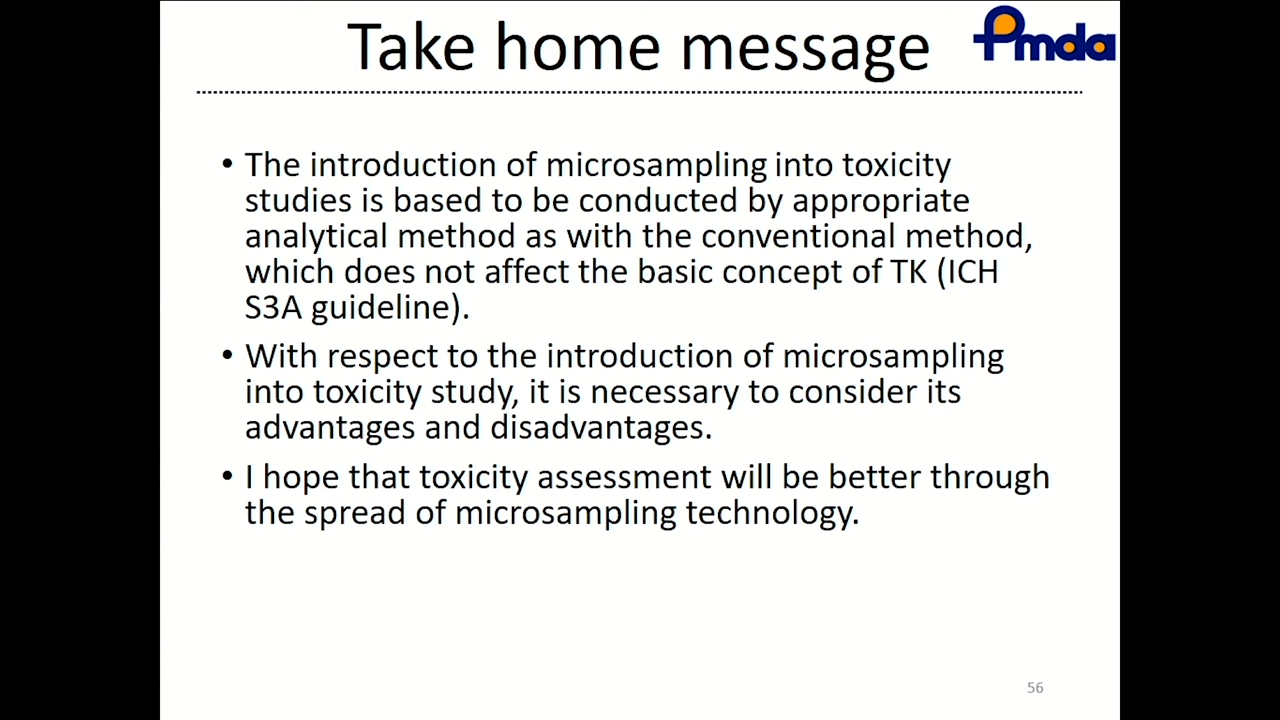 Take home message
Pmda
• The introduction of microsampling into toxicity
studies is based to be conducted by appropriate
analytical method as with the conventional method,
which does not affect the basic concept of TK (ICH
S3A guideline).
• With respect to the introduction of microsampling
into toxicity study, it is necessary to consider its
advantages and disadvantages.
• I hope that toxicity assessment will be better through
the spread of microsampling technology.
56